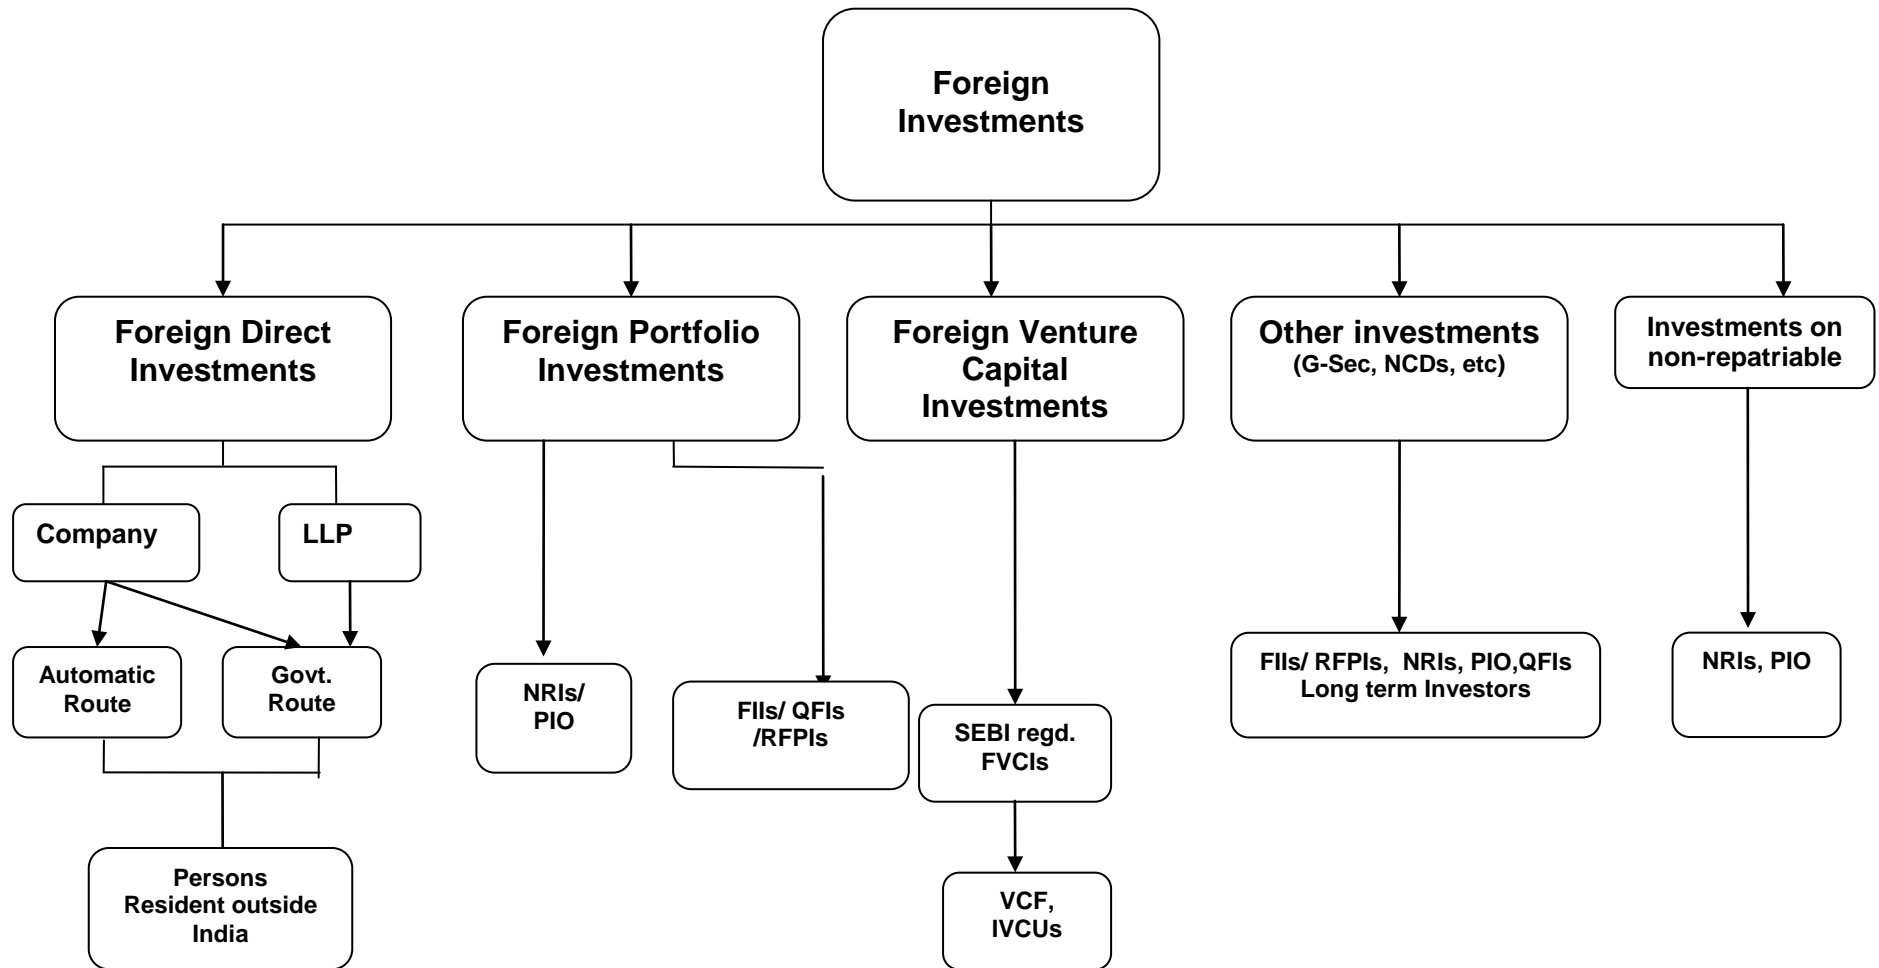 Foreign
Investments
Foreign Direct
Investments
Foreign Portfolio
Investments
Foreign Venture
Capital
Investments
Other investments
(G-Sec, NCDs, etc)
Investments on
non-repatriable
Company
LLP
Automatic
Route
Govt.
Route
NRIs/
PIO
FIIs/ QFIs
/RFPIs
SEBI regd.
FVCIs
FIIs/ RFPIs, NRIs, PIO,QFIs
Long term Investors
NRIs, PIO
Persons
Resident outside
India
VCF,
IVCUs